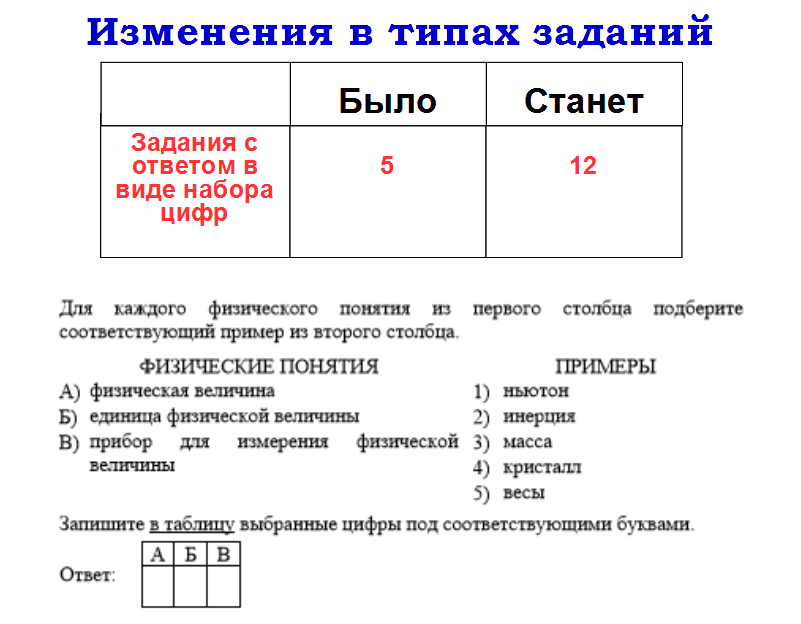 Изменения в типах заданий
Было Станет
Задания с
ответом в
виде набора
цифр
5 12
Для каждого физического понятия из первого столбца подберите
соответствующий пример из второго столбца.
ФИЗИЧЕСКИЕ ПОНЯТИЯ ПРИМЕРЫ
А) физическая величина 1) ньютон
Б) единица физической величины 2) инерция
В) прибор для измерения физической 3) масса
величины 4) кристалл
5) весы
Запишите в таблицу выбранные цифры под соответствующими буквами.
А Б В
Ответ: